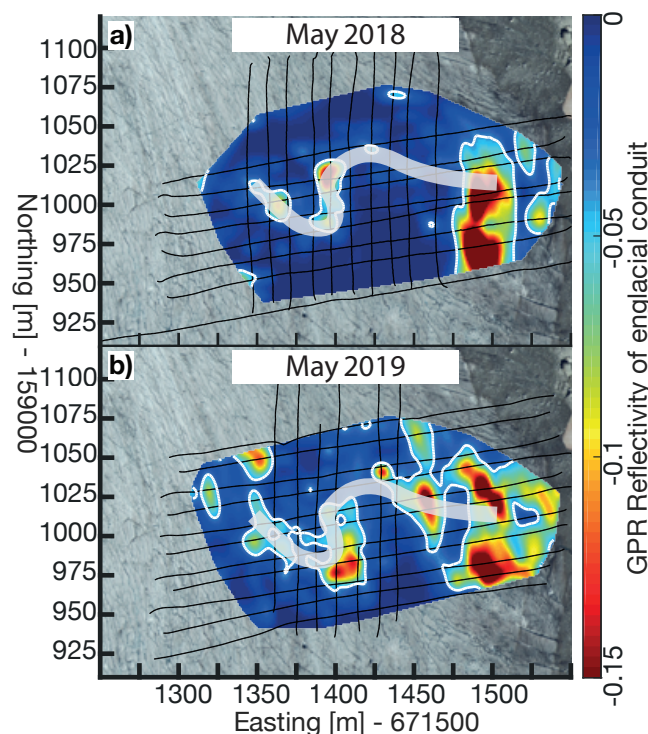 a)
May 2018
1100
1075
1050
1025
1000
975
950
925
b)
May 2019
1100
1075
1050
1025
1000
975
950
925
Northing [m] - 159000
1300 1350 1400 1450 1500
Easting [m] - 671500
0
-0.05
-0.1
-0.15
GPR Reflectivity of englacial conduit